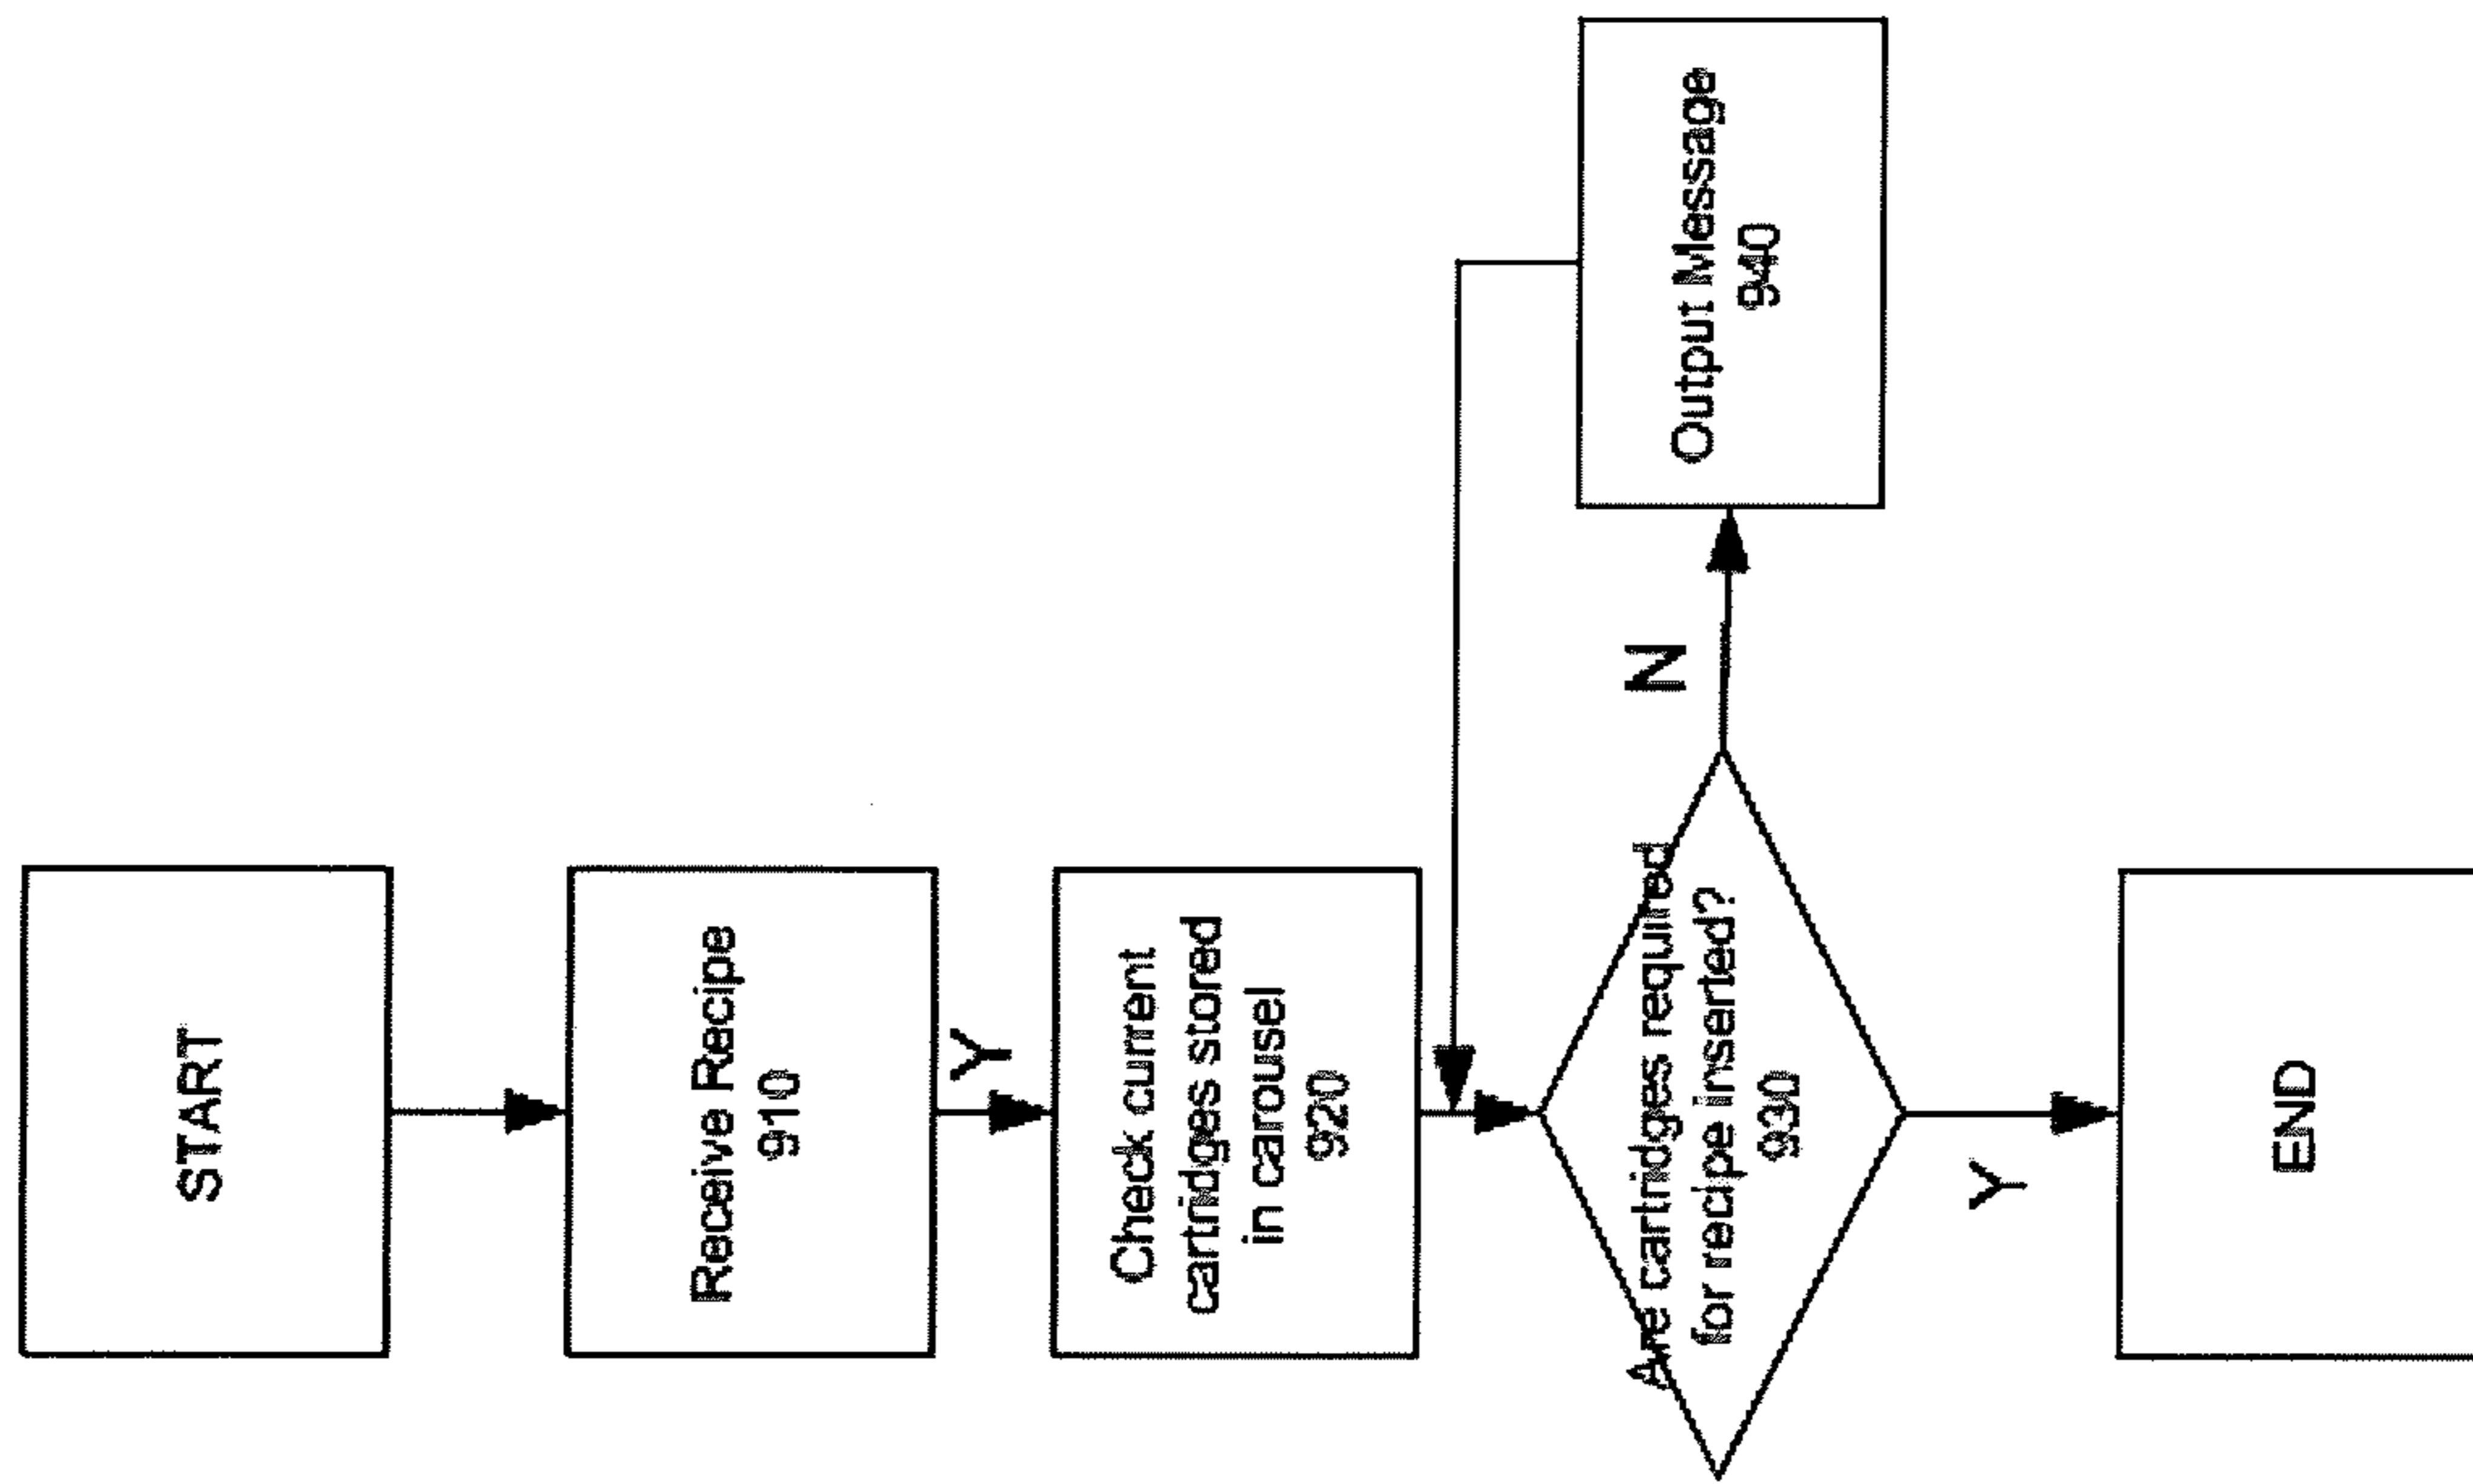 START
Receive Recipe
910
Y
Check current
cartridges stored
in carousel
920
Are cartridges required
for recipe inserted?
930
N
Output Message
940
Y
END